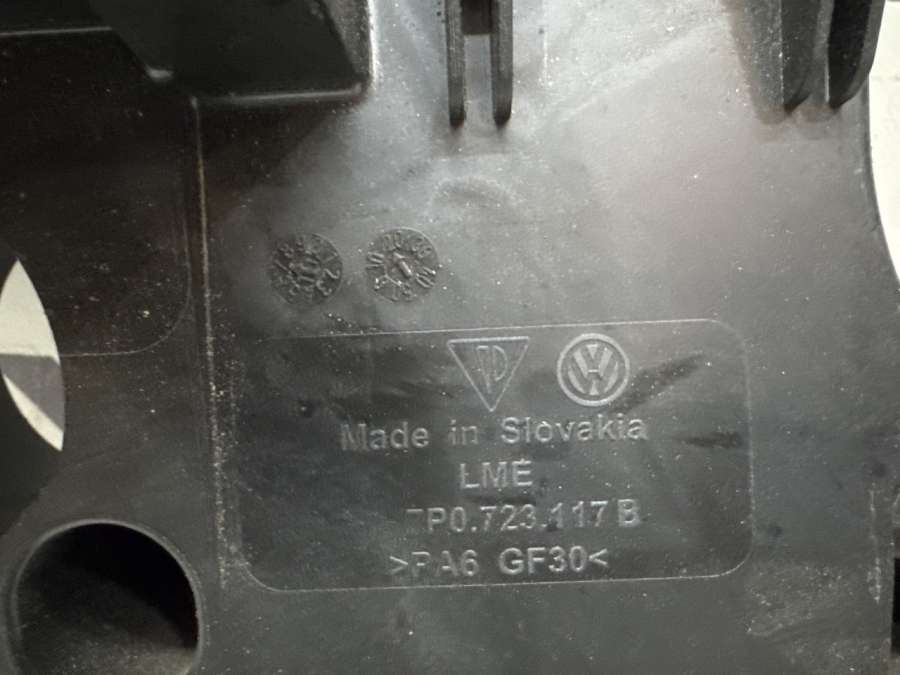 Made in Slovakia
LME
7P0.723.117 B
>PA6 GF30<